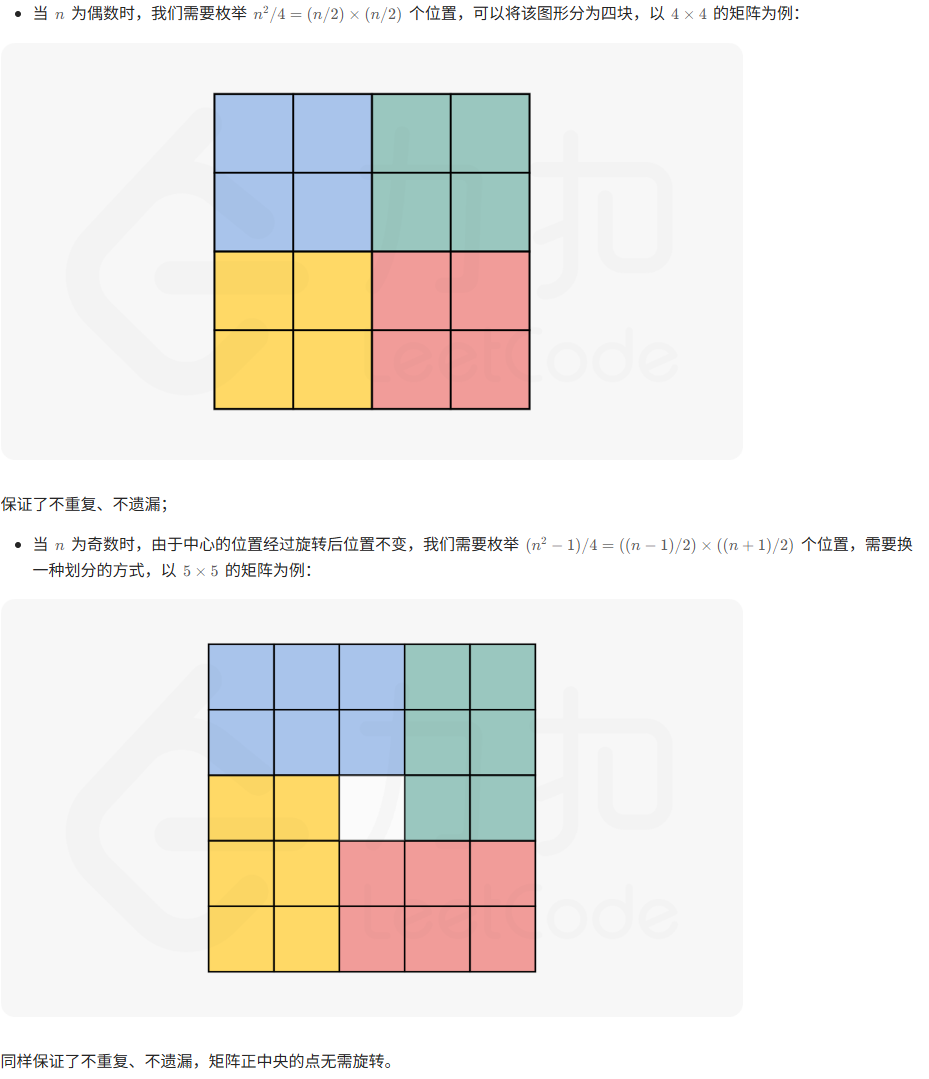 • 当 n 为偶数时，我们需要枚举 n²/4 = (n/2) × (n/2) 个位置，可以将该图形分为四块，以 4 × 4 的矩阵为例：
力扣
LeetCode
保证了不重复、不遗漏；
• 当 n 为奇数时，由于中心的位置经过旋转后位置不变，我们需要枚举 (n² − 1)/4 = ((n − 1)/2) × ((n + 1)/2) 个位置，需要换
一种划分的方式，以 5 × 5 的矩阵为例：
力扣
LeetCode
同样保证了不重复、不遗漏，矩阵正中央的点无需旋转。